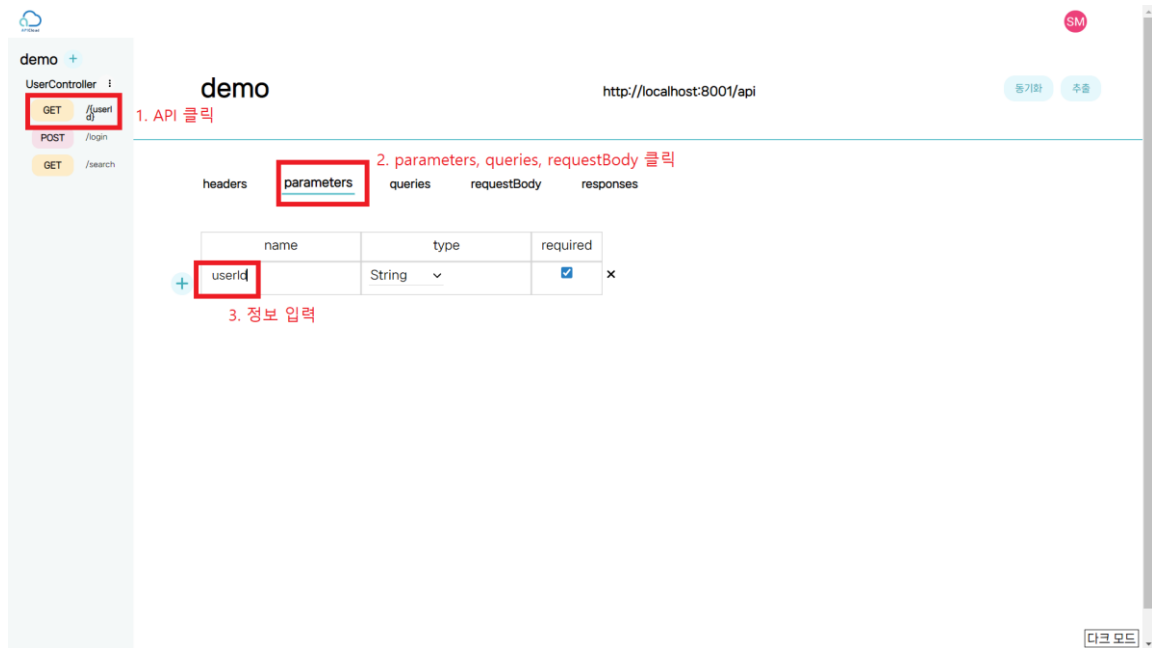 SM
demo +
UserController
GET /{userI
d}
1. API 클릭
POST /login
GET /search
demo
http://localhost:8001/api
동기화
추출
2. parameters, queries, requestBody 클릭
headers parameters queries requestBody responses
name type required
+ userId String ×
3. 정보 입력
다크 모드